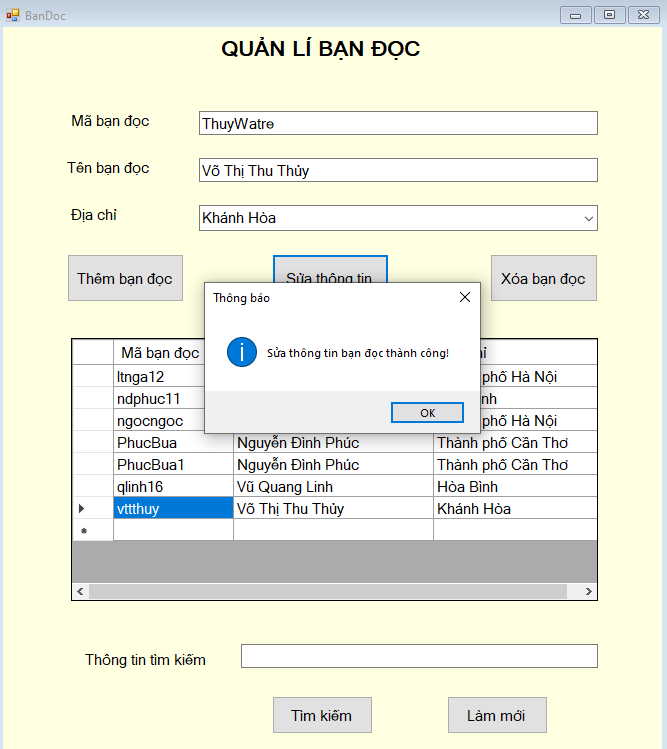 BanDoc
QUẢN LÍ BẠN ĐỌC
Mã bạn đọc ThuyWatre
Tên bạn đọc Võ Thị Thu Thủy
Địa chỉ Khánh Hòa
Thêm bạn đọc Sửa thông tin Xóa bạn đọc
Thông báo
Sửa thông tin bạn đọc thành công!
OK
Mã bạn đọc
ltnga12 phố Hà Nội
ndphuc11
ngocngoc phố Hà Nội
PhucBua Nguyễn Đình Phúc Thành phố Cần Thơ
PhucBua1 Nguyễn Đình Phúc Thành phố Cần Thơ
qlinh16 Vũ Quang Linh Hòa Bình
vttthuy Võ Thị Thu Thủy Khánh Hòa
Thông tin tìm kiếm
Tìm kiếm Làm mới